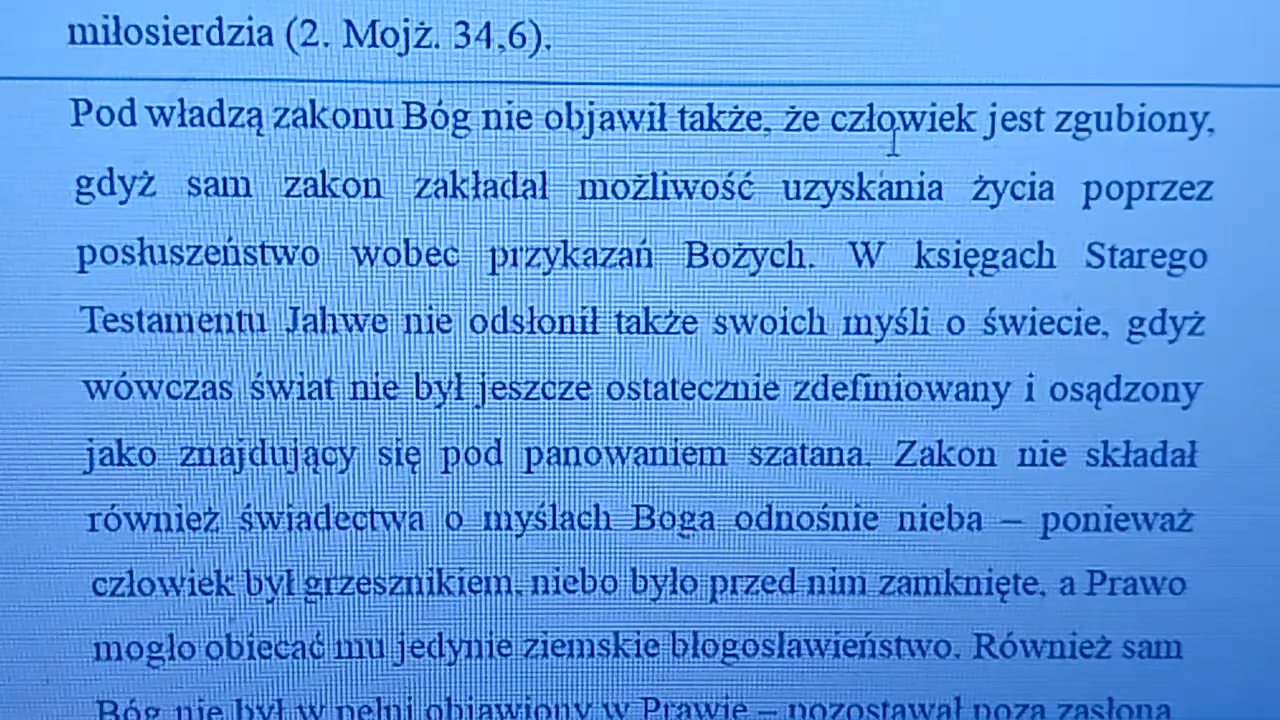 miłosierdzia (2. Mojż. 34,6).
Pod władzą zakonu Bóg nie objawił także, że człowiek jest zgubiony,
gdyż sam zakon zakładał możliwość uzyskania życia poprzez
posłuszeństwo wobec przykazań Bożych. W księgach Starego
Testamentu Jahwe nie odsłonił także swoich myśli o świecie, gdyż
wówczas świat nie był jeszcze ostatecznie zdefiniowany i osądzony
jako znajdujący się pod panowaniem szatana. Zakon nie składał
również świadectwa o myślach Boga odnośnie nieba – ponieważ
człowiek był grzesznikiem, niebo było przed nim zamknięte, a Prawo
mogło obiecać mu jedynie ziemskie błogosławieństwo. Również sam
Bóg nie był w pełni objawiony w Prawie – pozostawał poza zasłoną